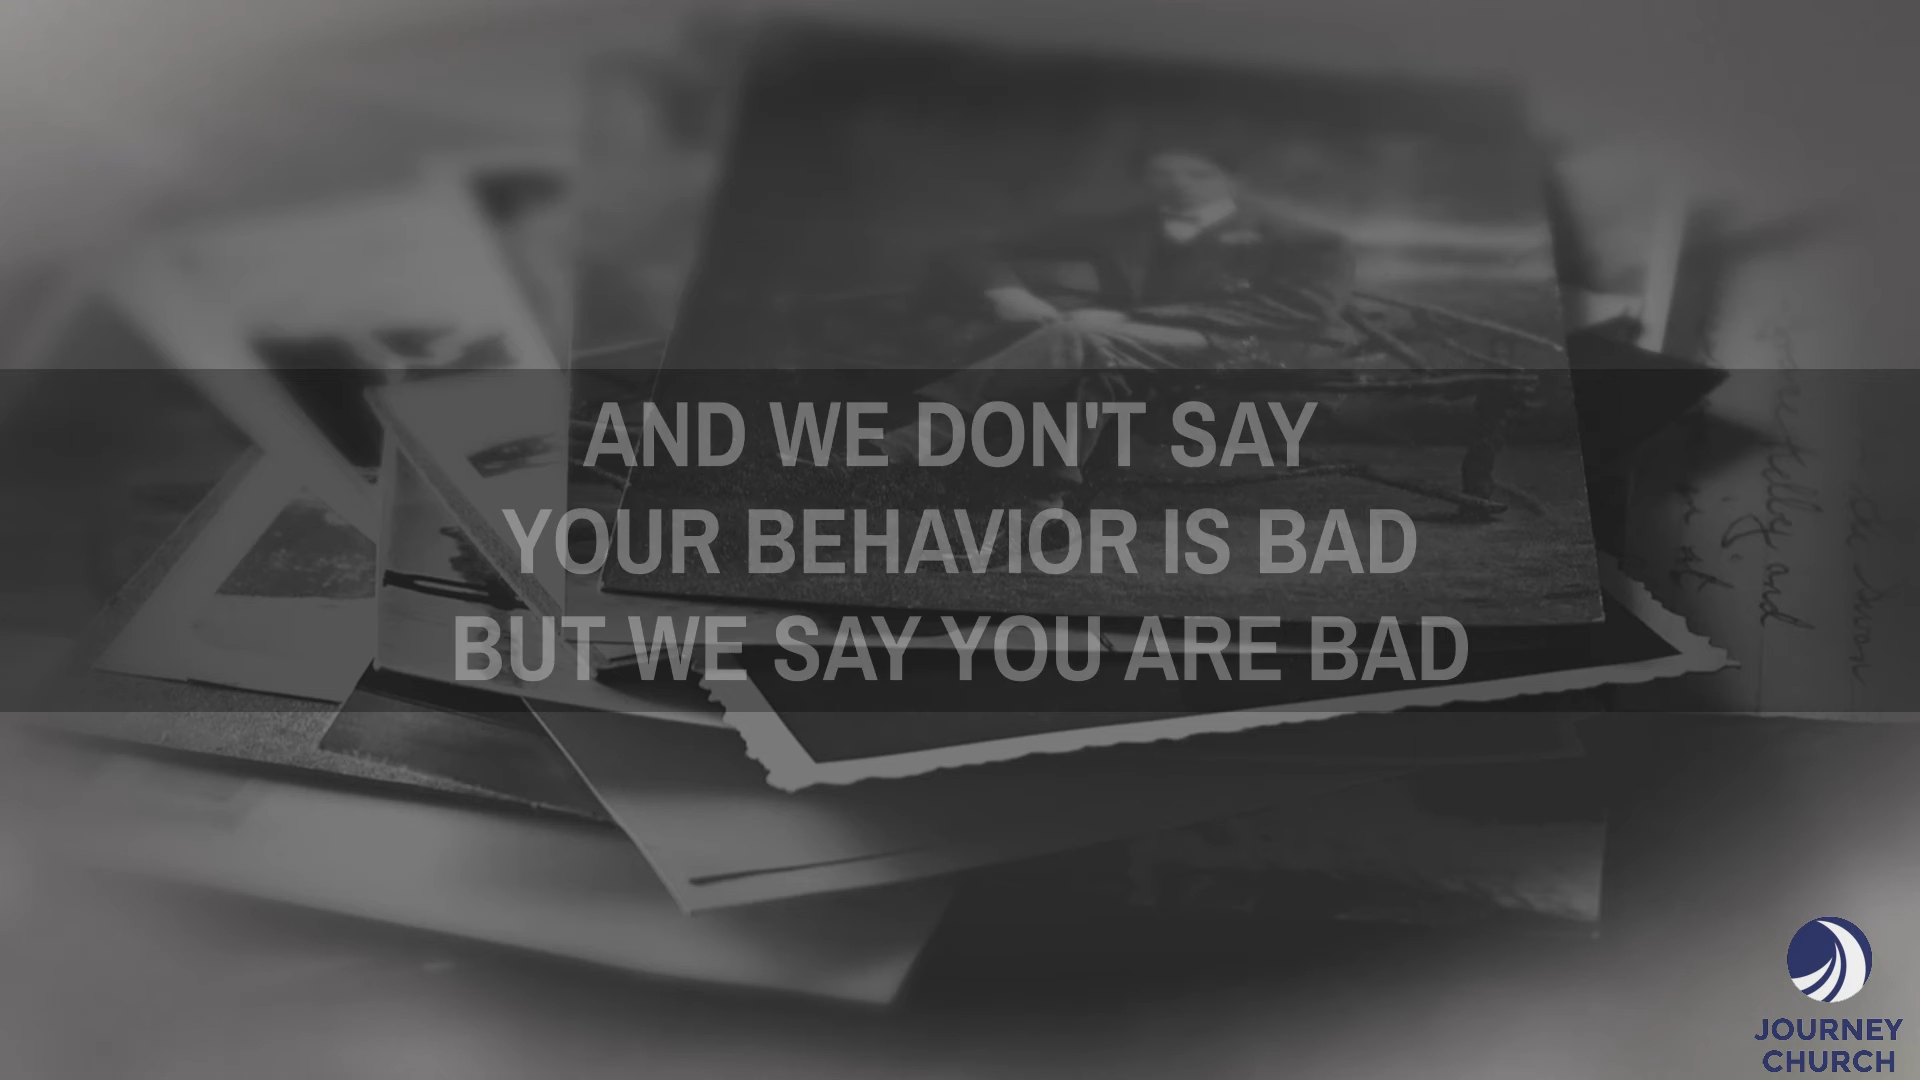 AND WE DON'T SAY
YOUR BEHAVIOR IS BAD
BUT WE SAY YOU ARE BAD
JOURNEY
CHURCH